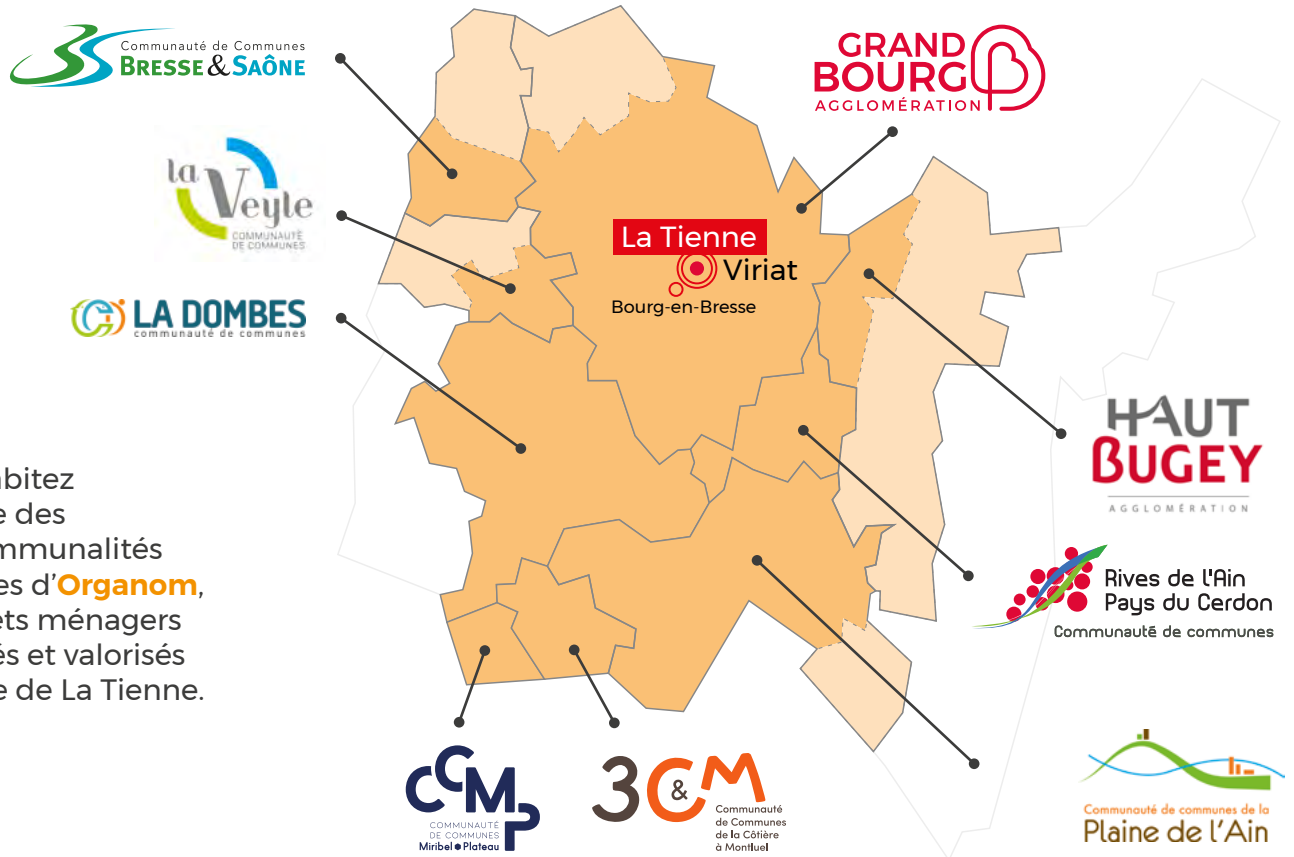 Communauté de Communes
BRESSE & SAÔNE
GRAND
BOURG
AGGLOMÉRATION
la Veyle
COMMUNAUTÉ
DE COMMUNES
LA DOMBES
communauté de communes
La Tienne
Viriat
Bourg-en-Bresse
HAUT
BUGEY
AGGLOMÉRATION
abitez
e des
mmunalités
es d'Organom,
ets ménagers
és et valorisés
e de La Tienne.
Rives de l'Ain
Pays du Cerdon
Communauté de communes
CCMP
COMMUNAUTÉ
DE COMMUNES
Miribel Plateau
3C&M
Communauté
de Communes
de la Côtière
à Montluel
Communauté de communes de la
Plaine de l'Ain